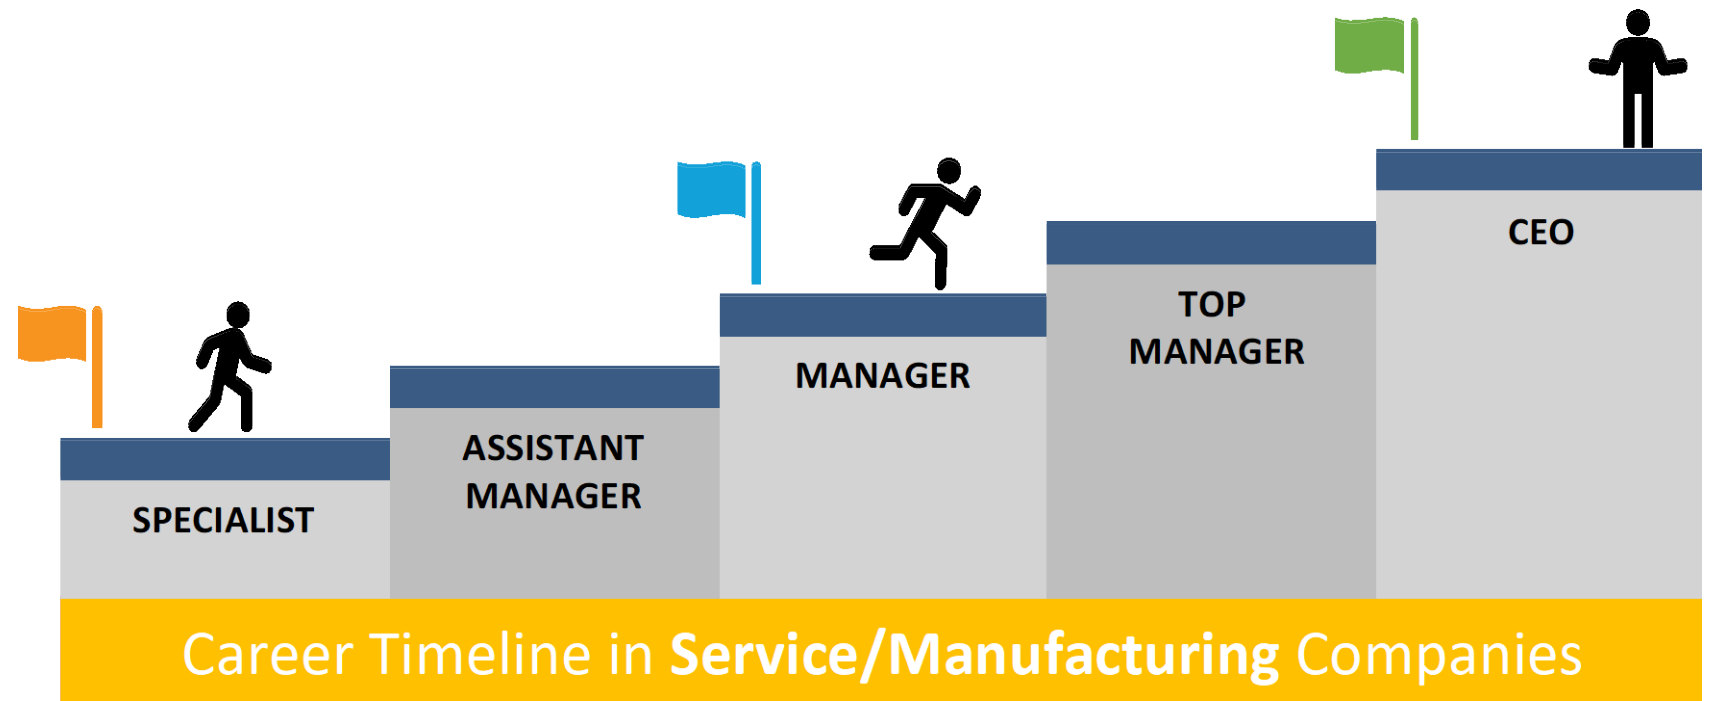 SPECIALIST
ASSISTANT
MANAGER
MANAGER
TOP
MANAGER
CEO
Career Timeline in Service/Manufacturing Companies